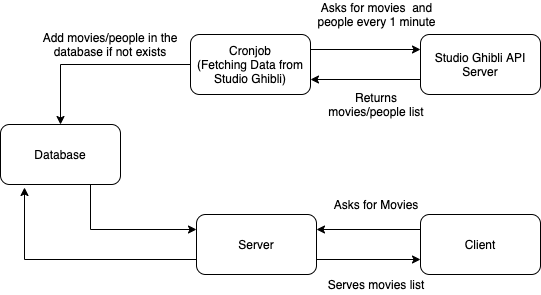 Asks for movies and
people every 1 minute
Add movies/people in the
database if not exists
Cronjob
(Fetching Data from
Studio Ghibli)
Studio Ghibli API
Server
Returns
movies/people list
Database
Asks for Movies
Server
Client
Serves movies list